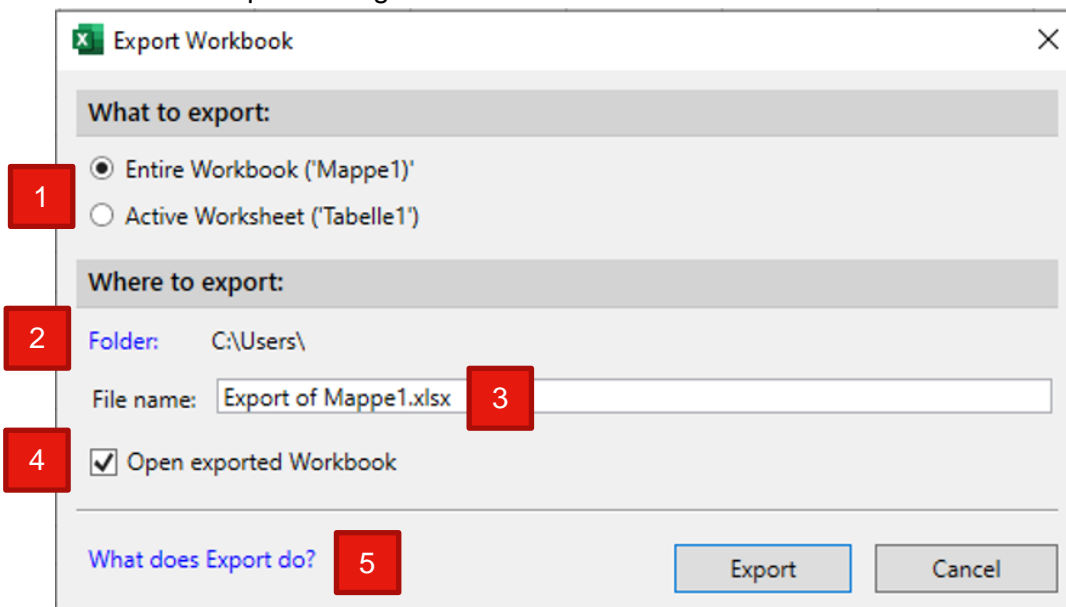 Export Workbook
What to export:
Entire Workbook ('Mappe1)'
1
Active Worksheet ('Tabelle1')
Where to export:
2
Folder: C:\Users\
File name: Export of Mappe1.xlsx 3
4
Open exported Workbook
What does Export do? 5
Export Cancel